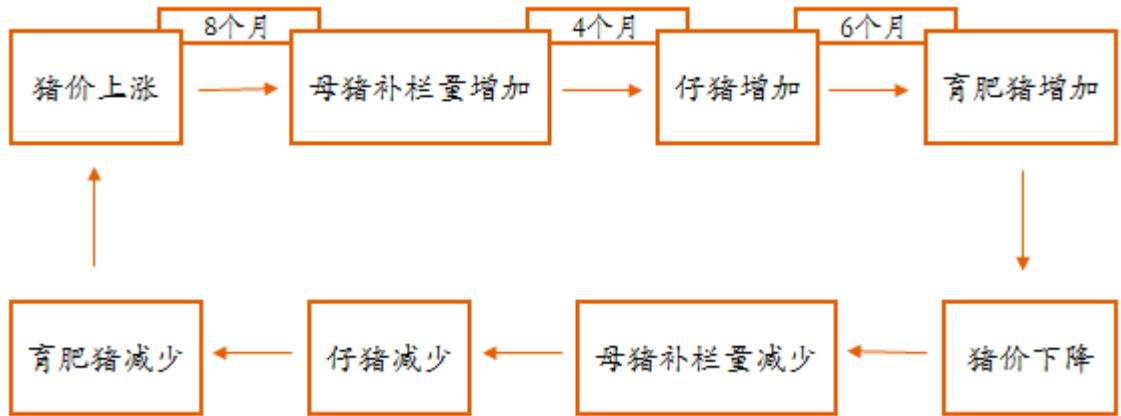 8个月
4个月
6个月
猪价上涨
母猪补栏量增加
仔猪增加
育肥猪增加
育肥猪减少
仔猪减少
母猪补栏量减少
猪价下降